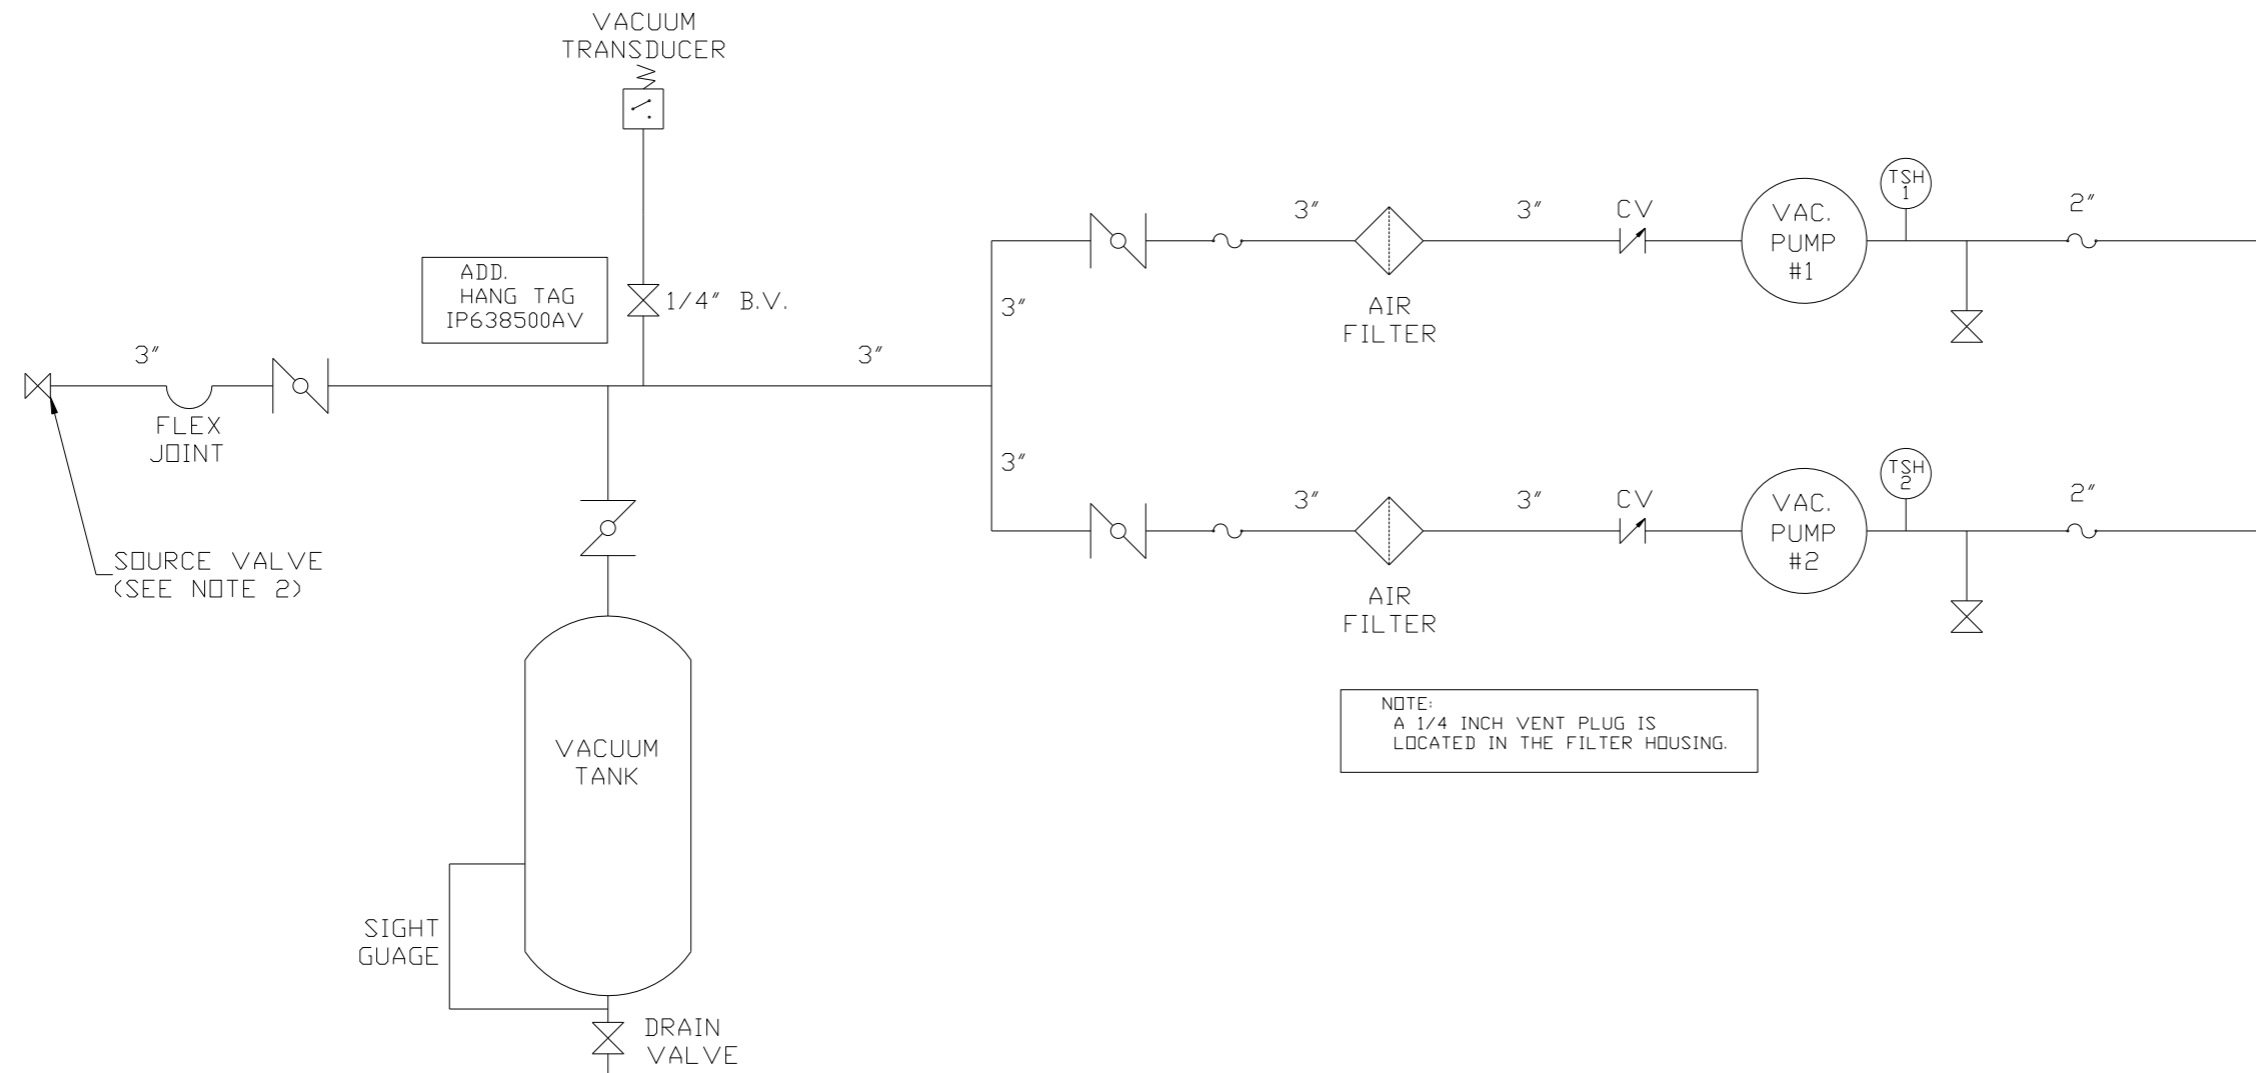 VACUUM
TRANSDUCER
ADD.
HANG TAG
IP638500AV
1/4" B.V.
3"
FLEX
JOINT
SOURCE VALVE
(SEE NOTE 2)
3"
3"
3"
3"
AIR
FILTER
3"
CV
VAC.
PUMP
#1
TSH
1
2"
3"
AIR
FILTER
3"
CV
VAC.
PUMP
#2
TSH
2
2"
NOTE:
A 1/4 INCH VENT PLUG IS
LOCATED IN THE FILTER HOUSING.
VACUUM
TANK
SIGHT
GUAGE
DRAIN
VALVE